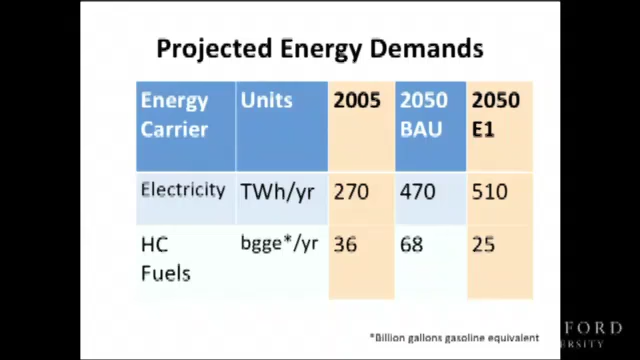 Projected Energy Demands
Energy Carrier Units 2005 2050 BAU 2050 E1
Electricity TWh/yr 270 470 510
HC Fuels bgge*/yr 36 68 25
*Billion gallons gasoline equivalent
FORD
ERSITY